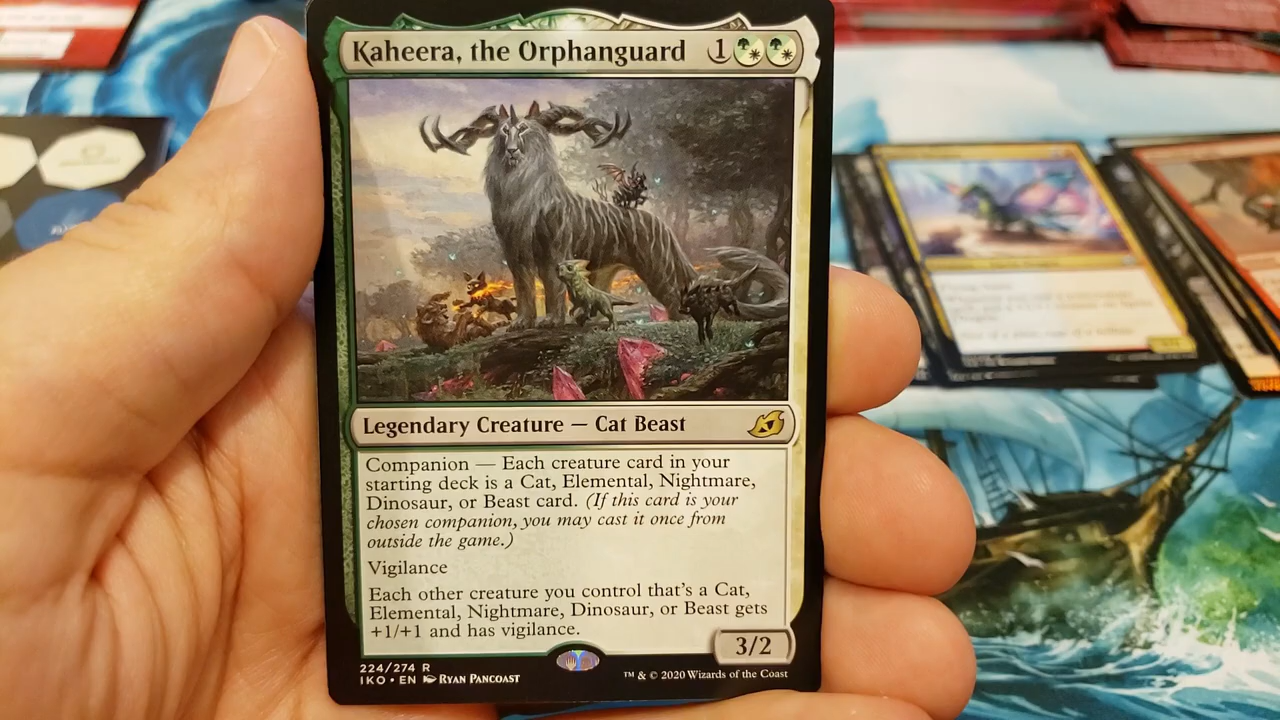 Kaheera, the Orphanguard 1
Legendary Creature — Cat Beast
Companion — Each creature card in your
starting deck is a Cat, Elemental, Nightmare,
Dinosaur, or Beast card. (If this card is your
chosen companion, you may cast it once from
outside the game.)
Vigilance
Each other creature you control that's a Cat,
Elemental, Nightmare, Dinosaur, or Beast gets
+1/+1 and has vigilance.
3/2
224/274 R
IKO • EN Ryan Pancoast
™ & © 2020 Wizards of the Coast